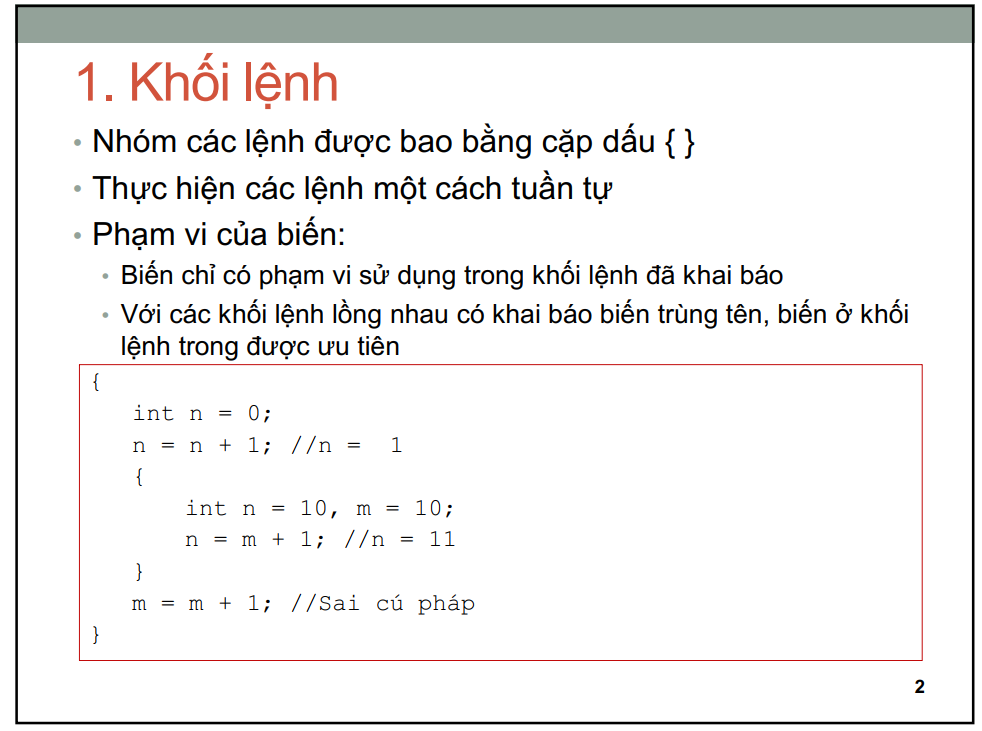 1. Khối lệnh
• Nhóm các lệnh được bao bằng cặp dấu { }
• Thực hiện các lệnh một cách tuần tự
• Phạm vi của biến:
• Biến chỉ có phạm vi sử dụng trong khối lệnh đã khai báo
• Với các khối lệnh lồng nhau có khai báo biến trùng tên, biến ở khối
lệnh trong được ưu tiên
{
int n = 0;
n = n + 1; //n =  1
{
int n = 10, m = 10;
n = m + 1; //n = 11
}
m = m + 1; //Sai cú pháp
}
2